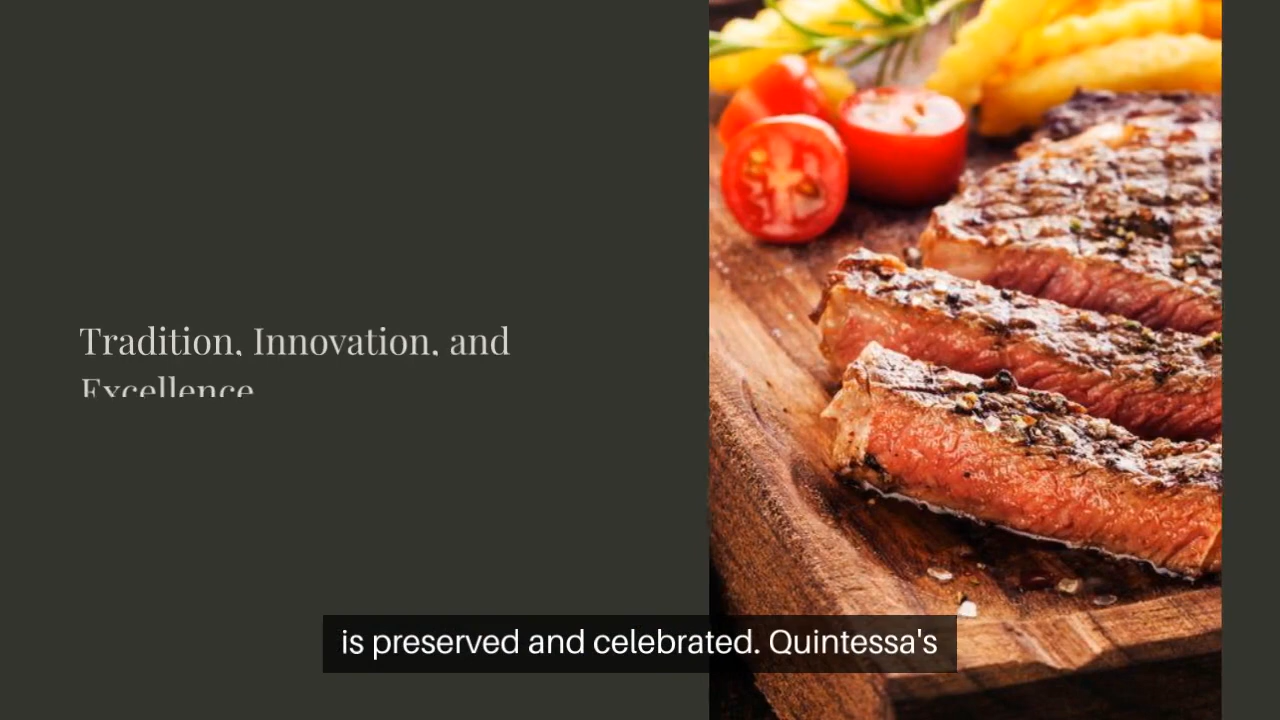 Tradition, Innovation, and
Excellence
is preserved and celebrated. Quintessa's